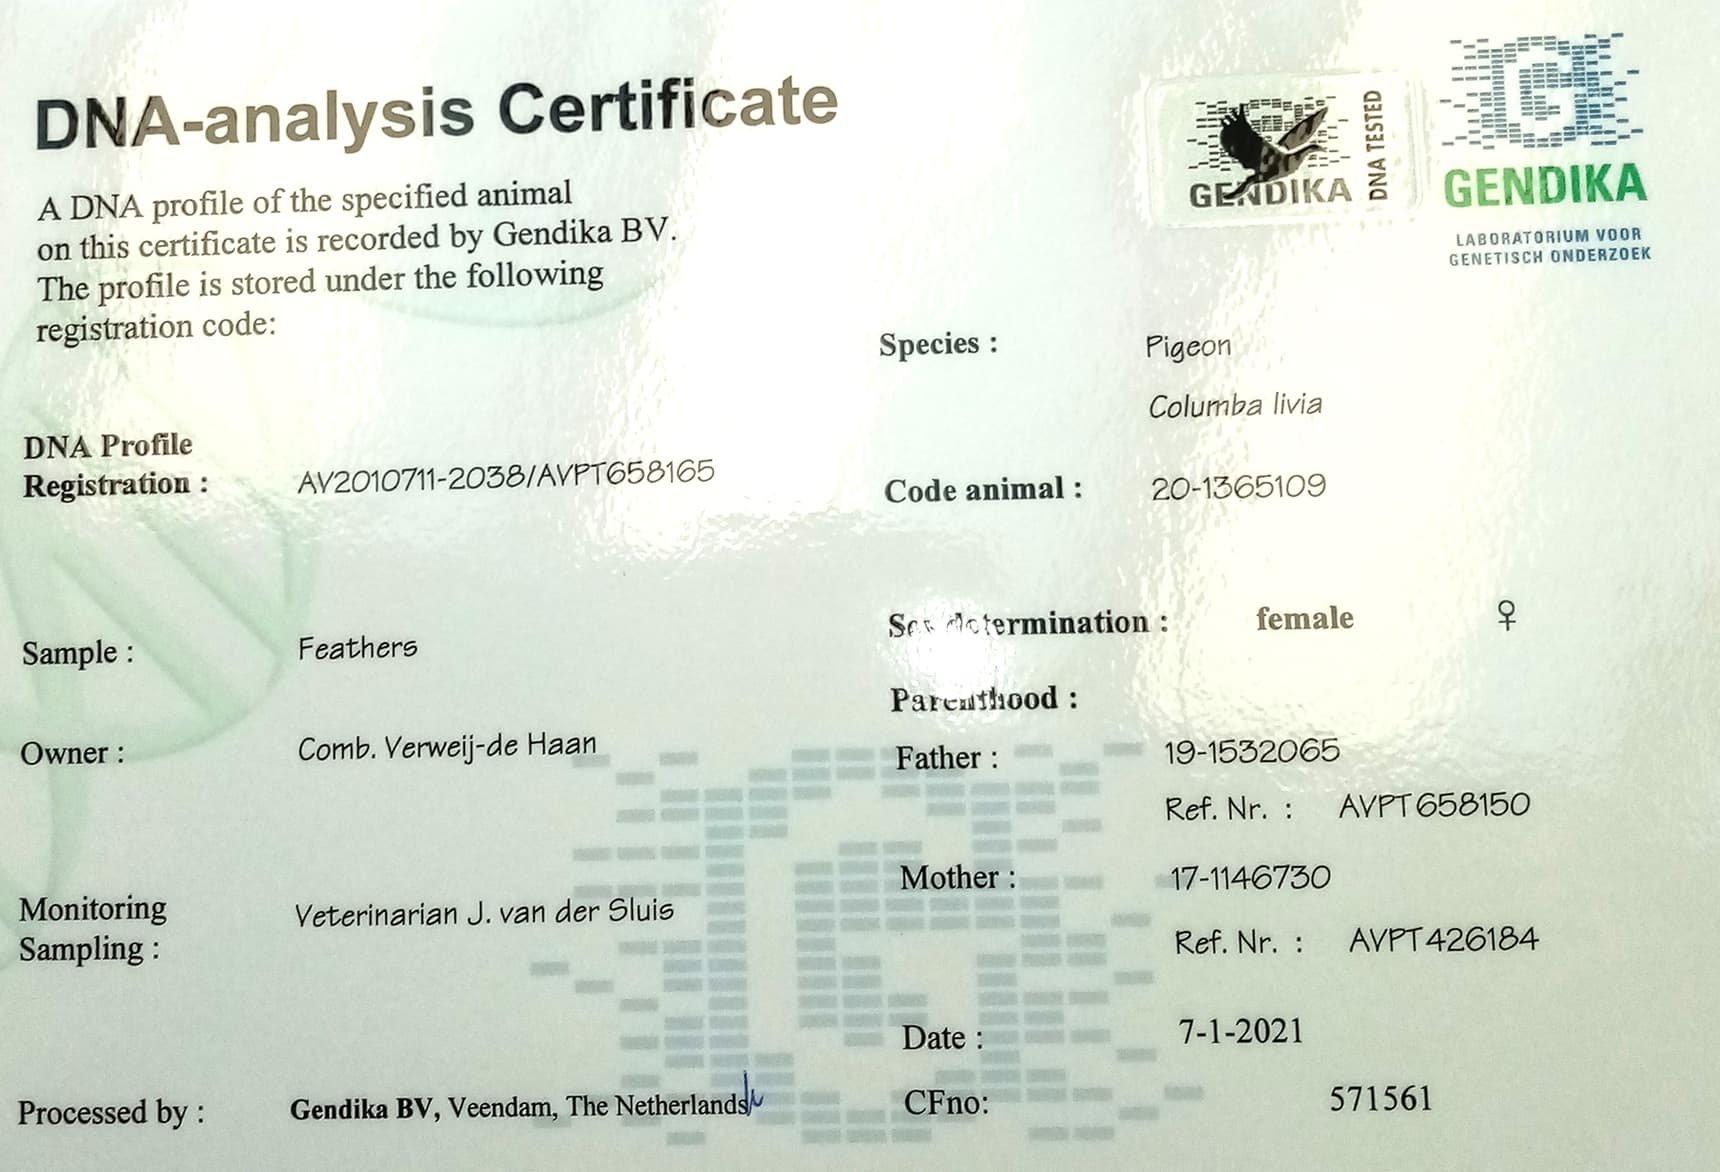 DNA-analysis Certificate
A DNA profile of the specified animal
on this certificate is recorded by Gendika BV.
The profile is stored under the following
registration code:
GENDIKA
DNA TESTED
GENDIKA
LABORATORIUM VOOR
GENETISCH ONDERZOEK
Species : Pigeon
Columba livia
DNA Profile
Registration : AV2010711-2038/AVPT658165
Code animal : 20-1365109
Sex determination : female ♀
Sample : Feathers
Parenthood :
Owner : Comb. Verweij-de Haan
Father : 19-1532065
Ref. Nr. : AVPT658150
Mother : 17-1146730
Monitoring
Sampling : Veterinarian J. van der Sluis
Ref. Nr. : AVPT426184
Date : 7-1-2021
Processed by : Gendika BV, Veendam, The Netherlands
CFno: 571561